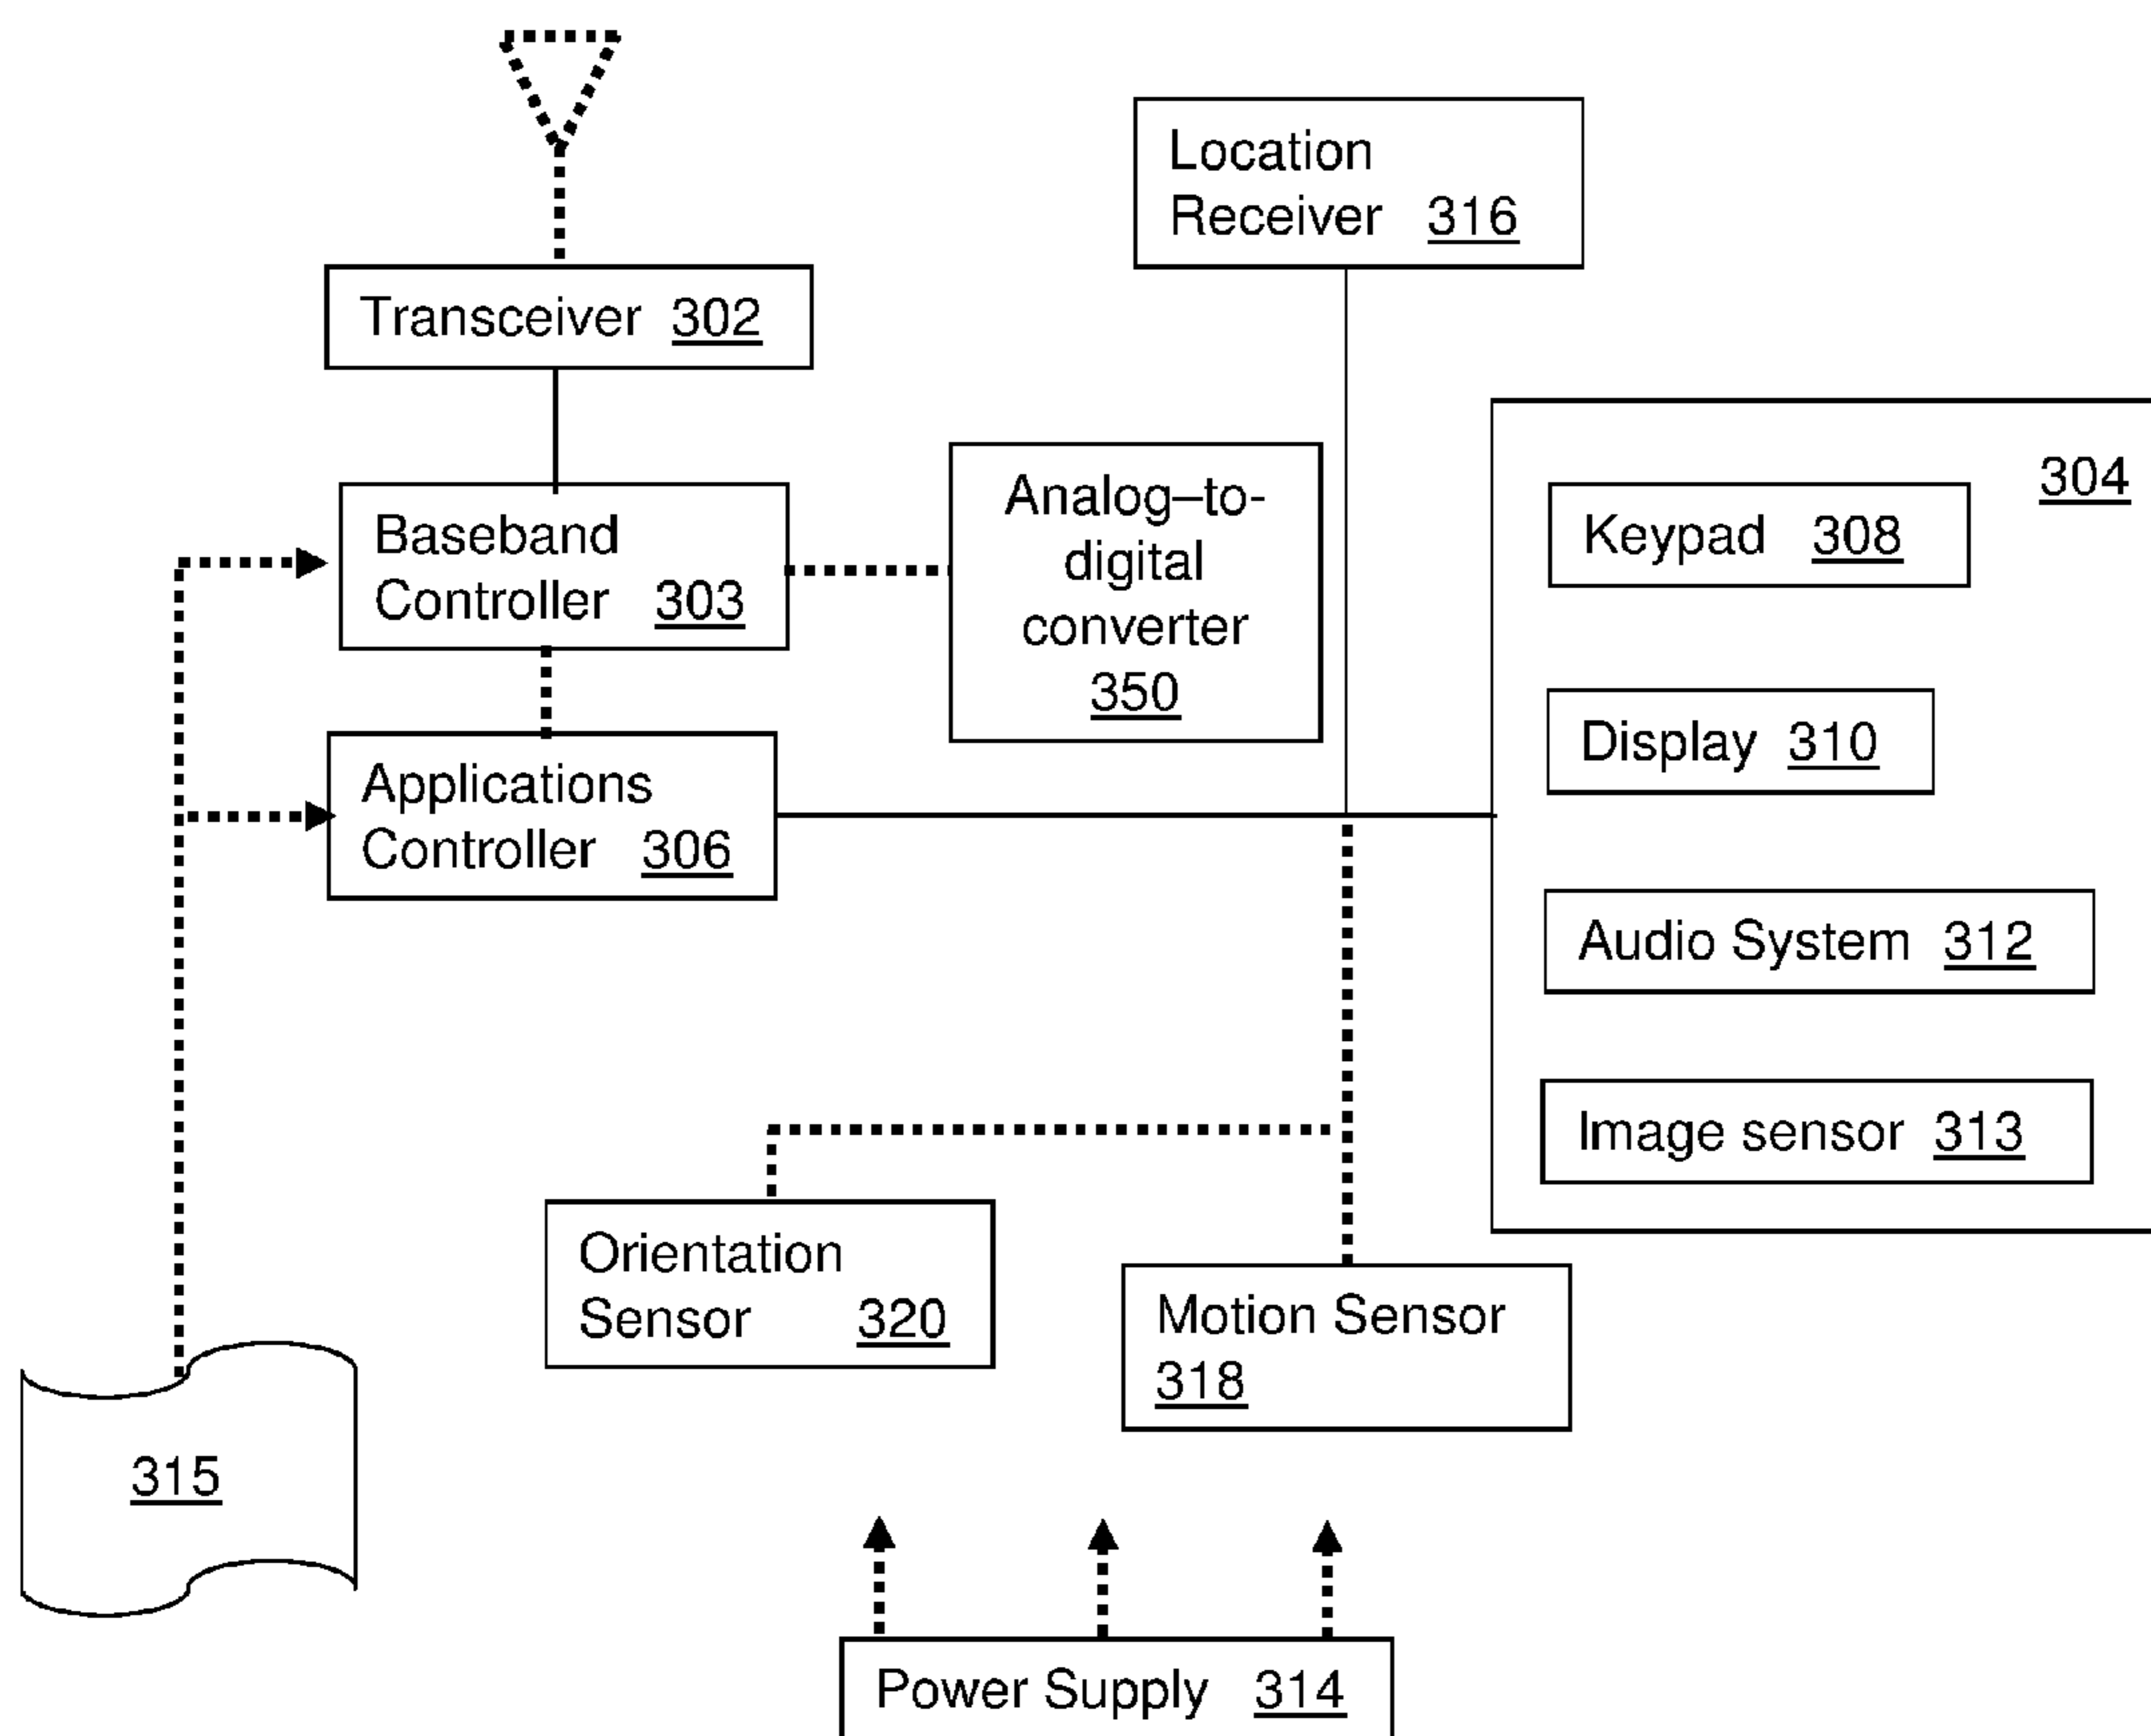 Location
Receiver 316
Transceiver 302
304
Baseband
Controller 303
Analog–to-
digital
converter
350
Keypad 308
Applications
Controller 306
Display 310
Audio System 312
Image sensor 313
Orientation
Sensor 320
Motion Sensor
318
315
Power Supply 314